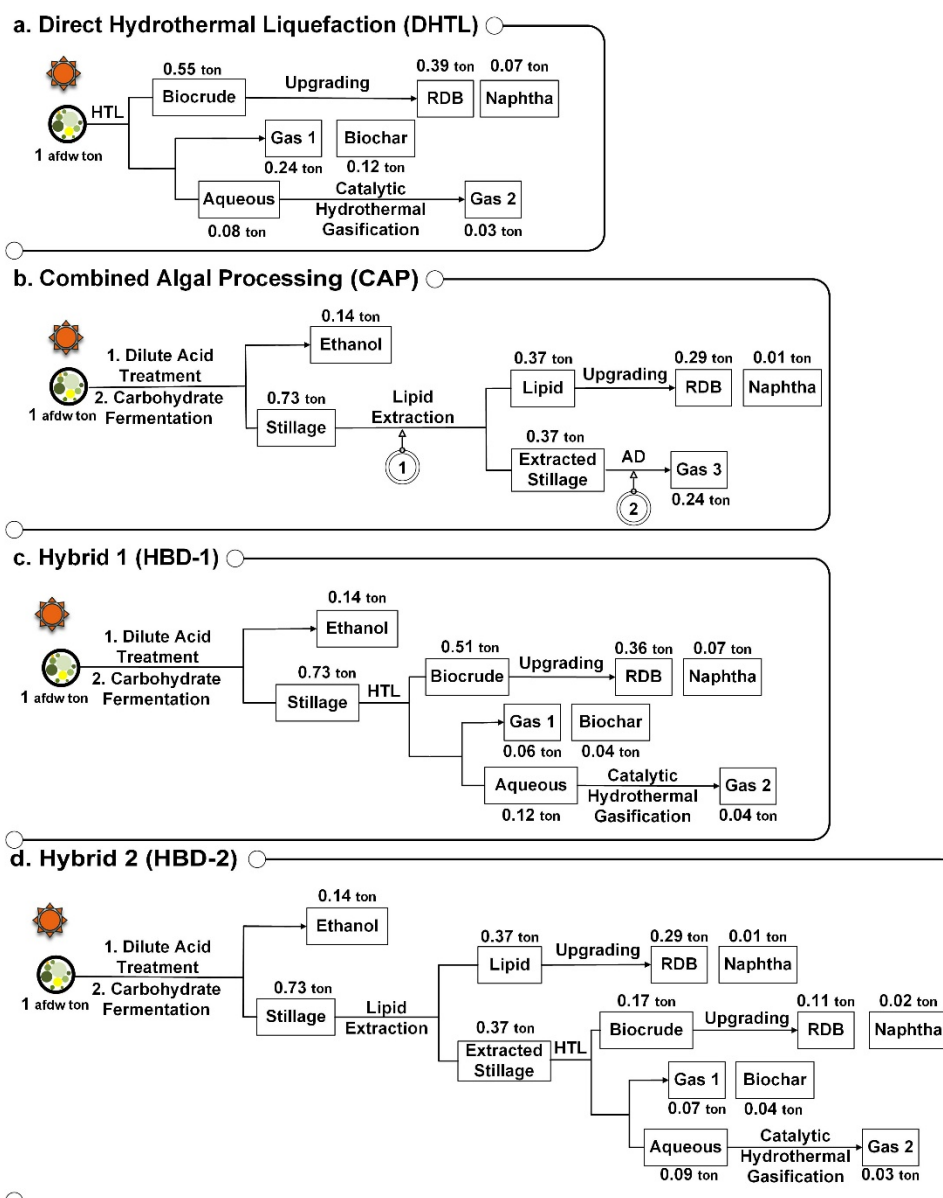 a. Direct Hydrothermal Liquefaction (DHTL)
0.55 ton
Biocrude
Upgrading
0.39 ton
0.07 ton
RDB
Naphtha
HTL
1 afdw ton
Gas 1
Biochar
0.24 ton
0.12 ton
Aqueous
0.08 ton
Catalytic
Hydrothermal
Gasification
Gas 2
0.03 ton
b. Combined Algal Processing (CAP)
0.14 ton
Ethanol
1. Dilute Acid
Treatment
2. Carbohydrate
Fermentation
1 afdw ton
0.73 ton
Stillage
Lipid
Extraction
1
0.37 ton
Lipid
Upgrading
0.29 ton
0.01 ton
RDB
Naphtha
0.37 ton
Extracted
Stillage
AD
2
Gas 3
0.24 ton
c. Hybrid 1 (HBD-1)
0.14 ton
Ethanol
1. Dilute Acid
Treatment
2. Carbohydrate
Fermentation
1 afdw ton
0.73 ton
Stillage
HTL
0.51 ton
Biocrude
Upgrading
0.36 ton
0.07 ton
RDB
Naphtha
Gas 1
Biochar
0.06 ton
0.04 ton
Aqueous
0.12 ton
Catalytic
Hydrothermal
Gasification
Gas 2
0.04 ton
d. Hybrid 2 (HBD-2)
0.14 ton
Ethanol
1. Dilute Acid
Treatment
2. Carbohydrate
Fermentation
1 afdw ton
0.73 ton
Stillage
Lipid
Extraction
0.37 ton
Lipid
Upgrading
0.29 ton
0.01 ton
RDB
Naphtha
0.37 ton
Extracted
Stillage
HTL
0.17 ton
Biocrude
Upgrading
0.11 ton
0.02 ton
RDB
Naphtha
Gas 1
Biochar
0.07 ton
0.04 ton
Aqueous
0.09 ton
Catalytic
Hydrothermal
Gasification
Gas 2
0.03 ton